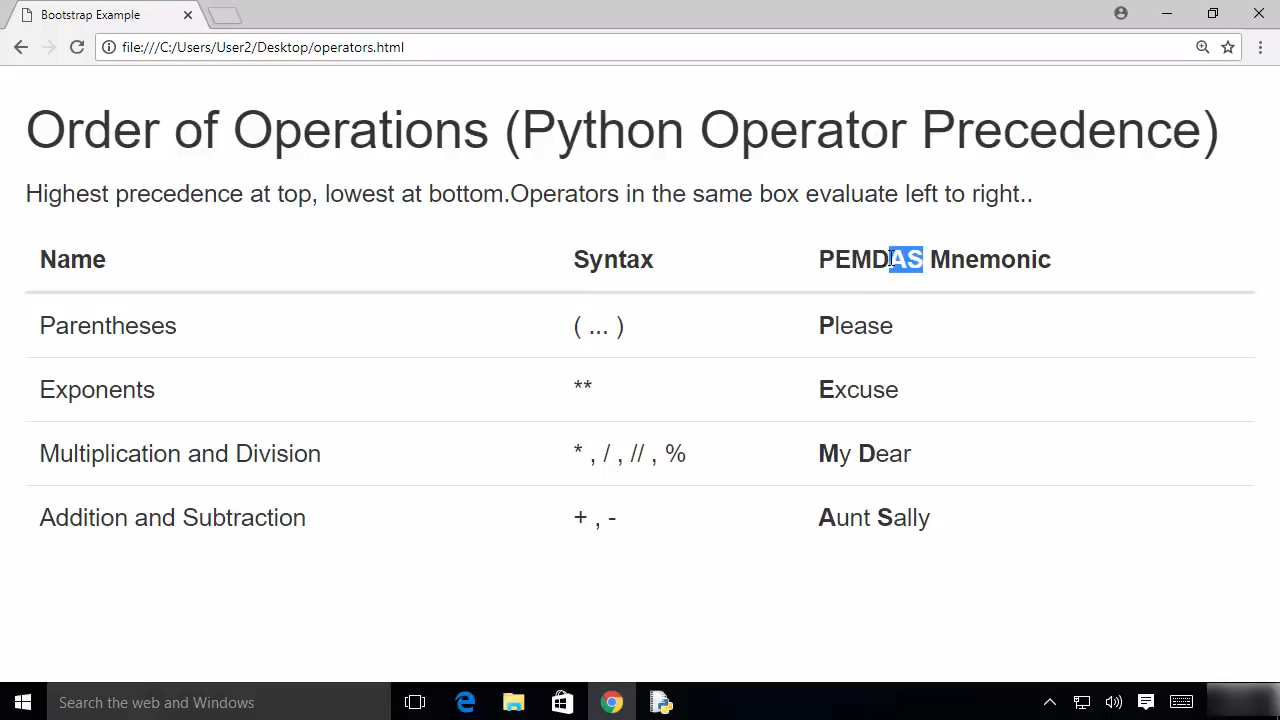 Bootstrap Example
file:///C:/Users/User2/Desktop/operators.html
Order of Operations (Python Operator Precedence)
Highest precedence at top, lowest at bottom.Operators in the same box evaluate left to right..
Name Syntax PEMDAS Mnemonic
Parentheses ( ... ) Please
Exponents ** Excuse
Multiplication and Division * , / , // , % My Dear
Addition and Subtraction + , - Aunt Sally
Search the web and Windows